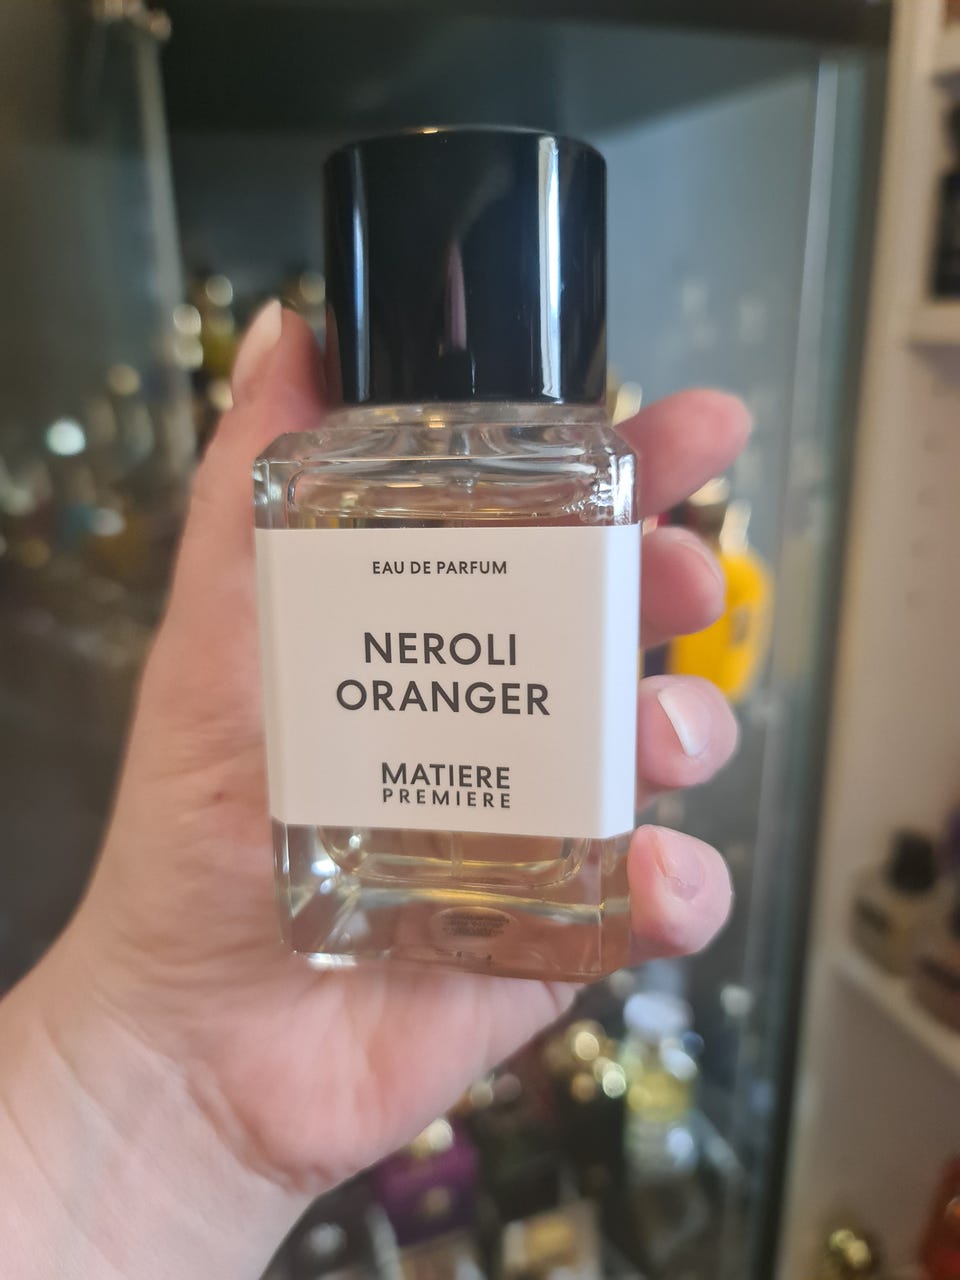 EAU DE PARFUM
NEROLI
ORANGER
MATIERE
PREMIERE